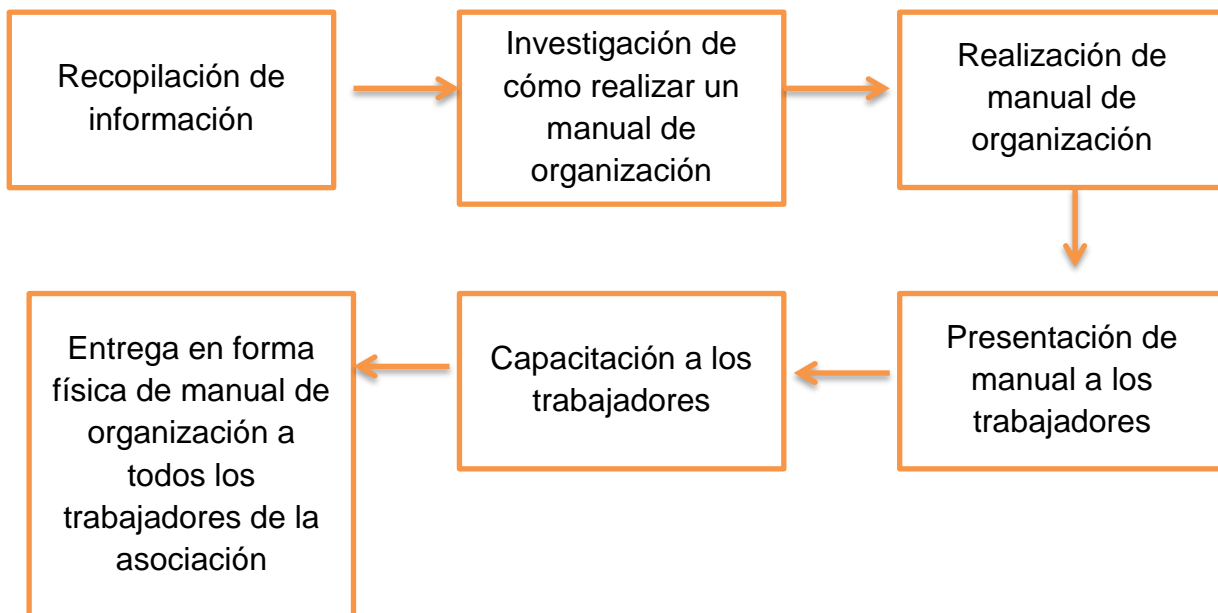 Recopilación de
información
Investigación de
cómo realizar un
manual de
organización
Realización de
manual de
organización
Presentación de
manual a los
trabajadores
Capacitación a los
trabajadores
Entrega en forma
física de manual de
organización a
todos los
trabajadores de la
asociación